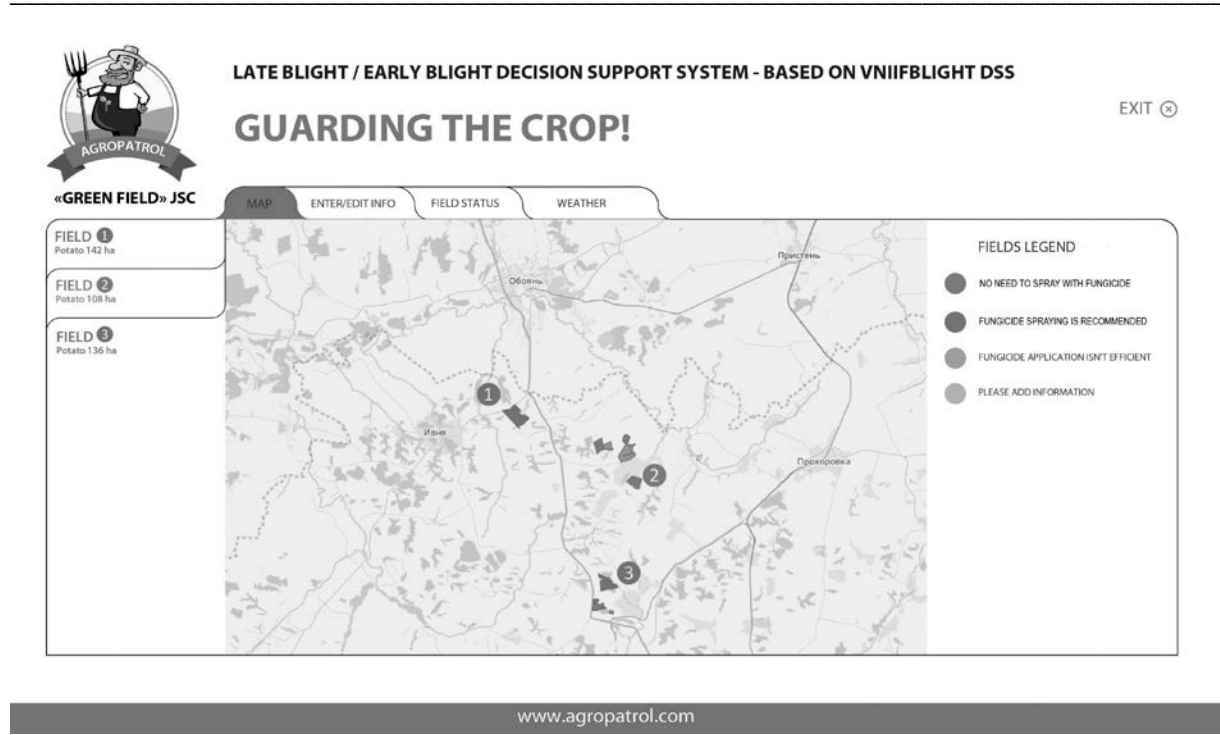 LATE BLIGHT / EARLY BLIGHT DECISION SUPPORT SYSTEM - BASED ON VNIIFBLIGHT DSS
GUARDING THE CROP!
EXIT
AGROPATROL
«GREEN FIELD» JSC
MAP
ENTER/EDIT INFO
FIELD STATUS
WEATHER
FIELD 1
Potato 142 ha
FIELD 2
Potato 108 ha
FIELD 3
Potato 136 ha
Обоянь
Пристень
Ивня
Прохоровка
1
2
3
FIELDS LEGEND
NO NEED TO SPRAY WITH FUNGICIDE
FUNGICIDE SPRAYING IS RECOMMENDED
FUNGICIDE APPLICATION ISN'T EFFICIENT
PLEASE ADD INFORMATION
www.agropatrol.com